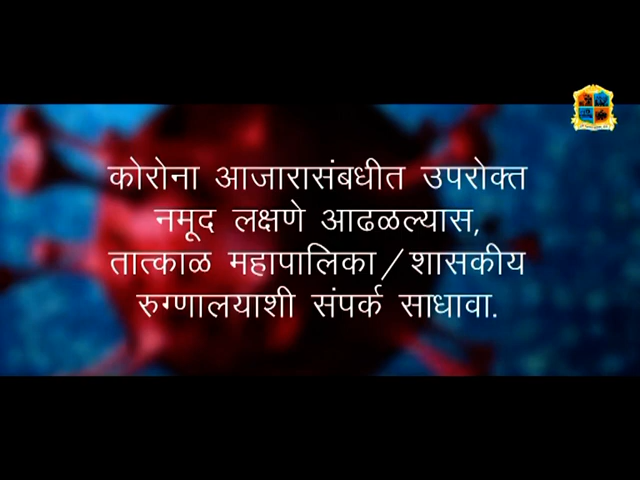 कोरोना आजारासंबधीत उपरोक्त
नमूद लक्षणे आढळल्यास,
तात्काळ महापालिका/शासकीय
रुग्णालयाशी संपर्क साधावा.